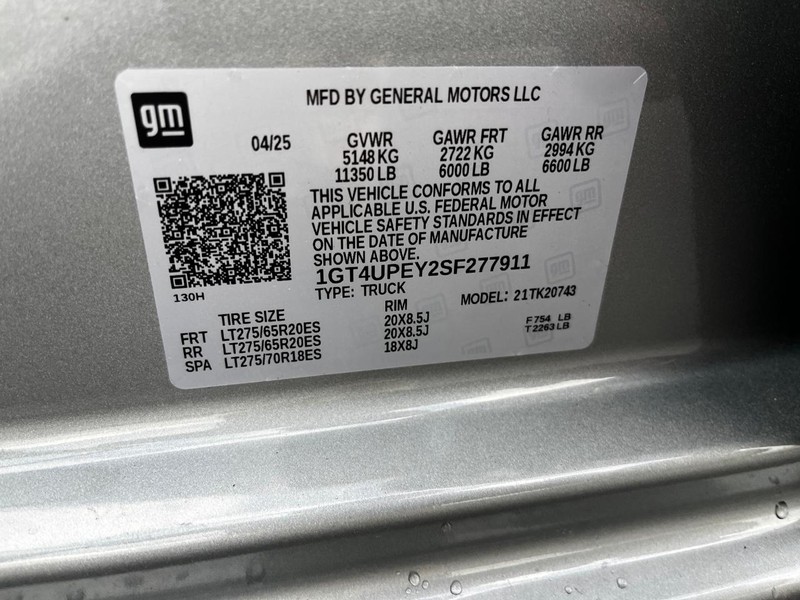 gm
MFD BY GENERAL MOTORS LLC
04/25
GVWR GAWR FRT GAWR RR
5148 KG 2722 KG 2994 KG
11350 LB 6000 LB 6600 LB
THIS VEHICLE CONFORMS TO ALL
APPLICABLE U.S. FEDERAL MOTOR
VEHICLE SAFETY STANDARDS IN EFFECT
ON THE DATE OF MANUFACTURE
SHOWN ABOVE.
1GT4UPEY2SF277911
130H
TYPE: TRUCK MODEL: 21TK20743
TIRE SIZE RIM
FRT LT275/65R20ES 20X8.5J F 754 LB
RR LT275/65R20ES 20X8.5J T 2263 LB
SPA LT275/70R18ES 18X8J